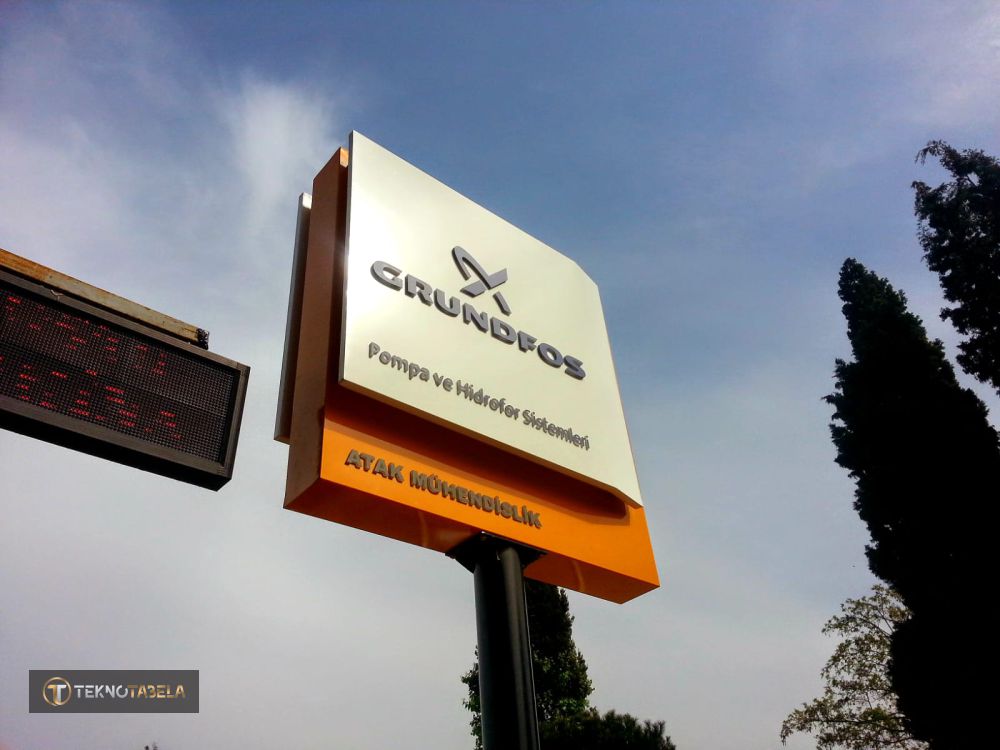 GRUNDFOS
Pompa ve Hidrofor Sistemleri
ATAK MÜHENDİSLİK
TEKNOTABELA